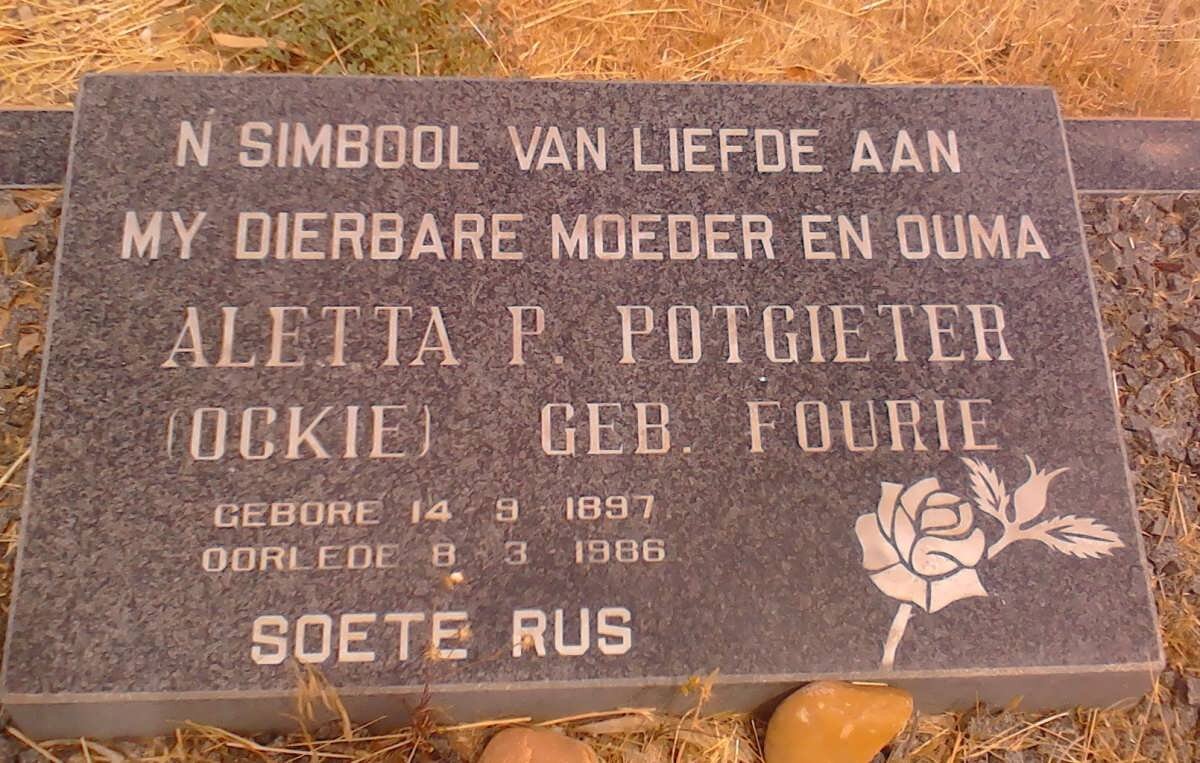 'N SIMBOOL VAN LIEFDE AAN
MY DIERBARE MOEDER EN OUMA
ALETTA P. POTGIETER
(OCKIE) GEB. FOURIE
GEBORE 14 9 1897
OORLEDE 8 3 1986
SOETE RUS